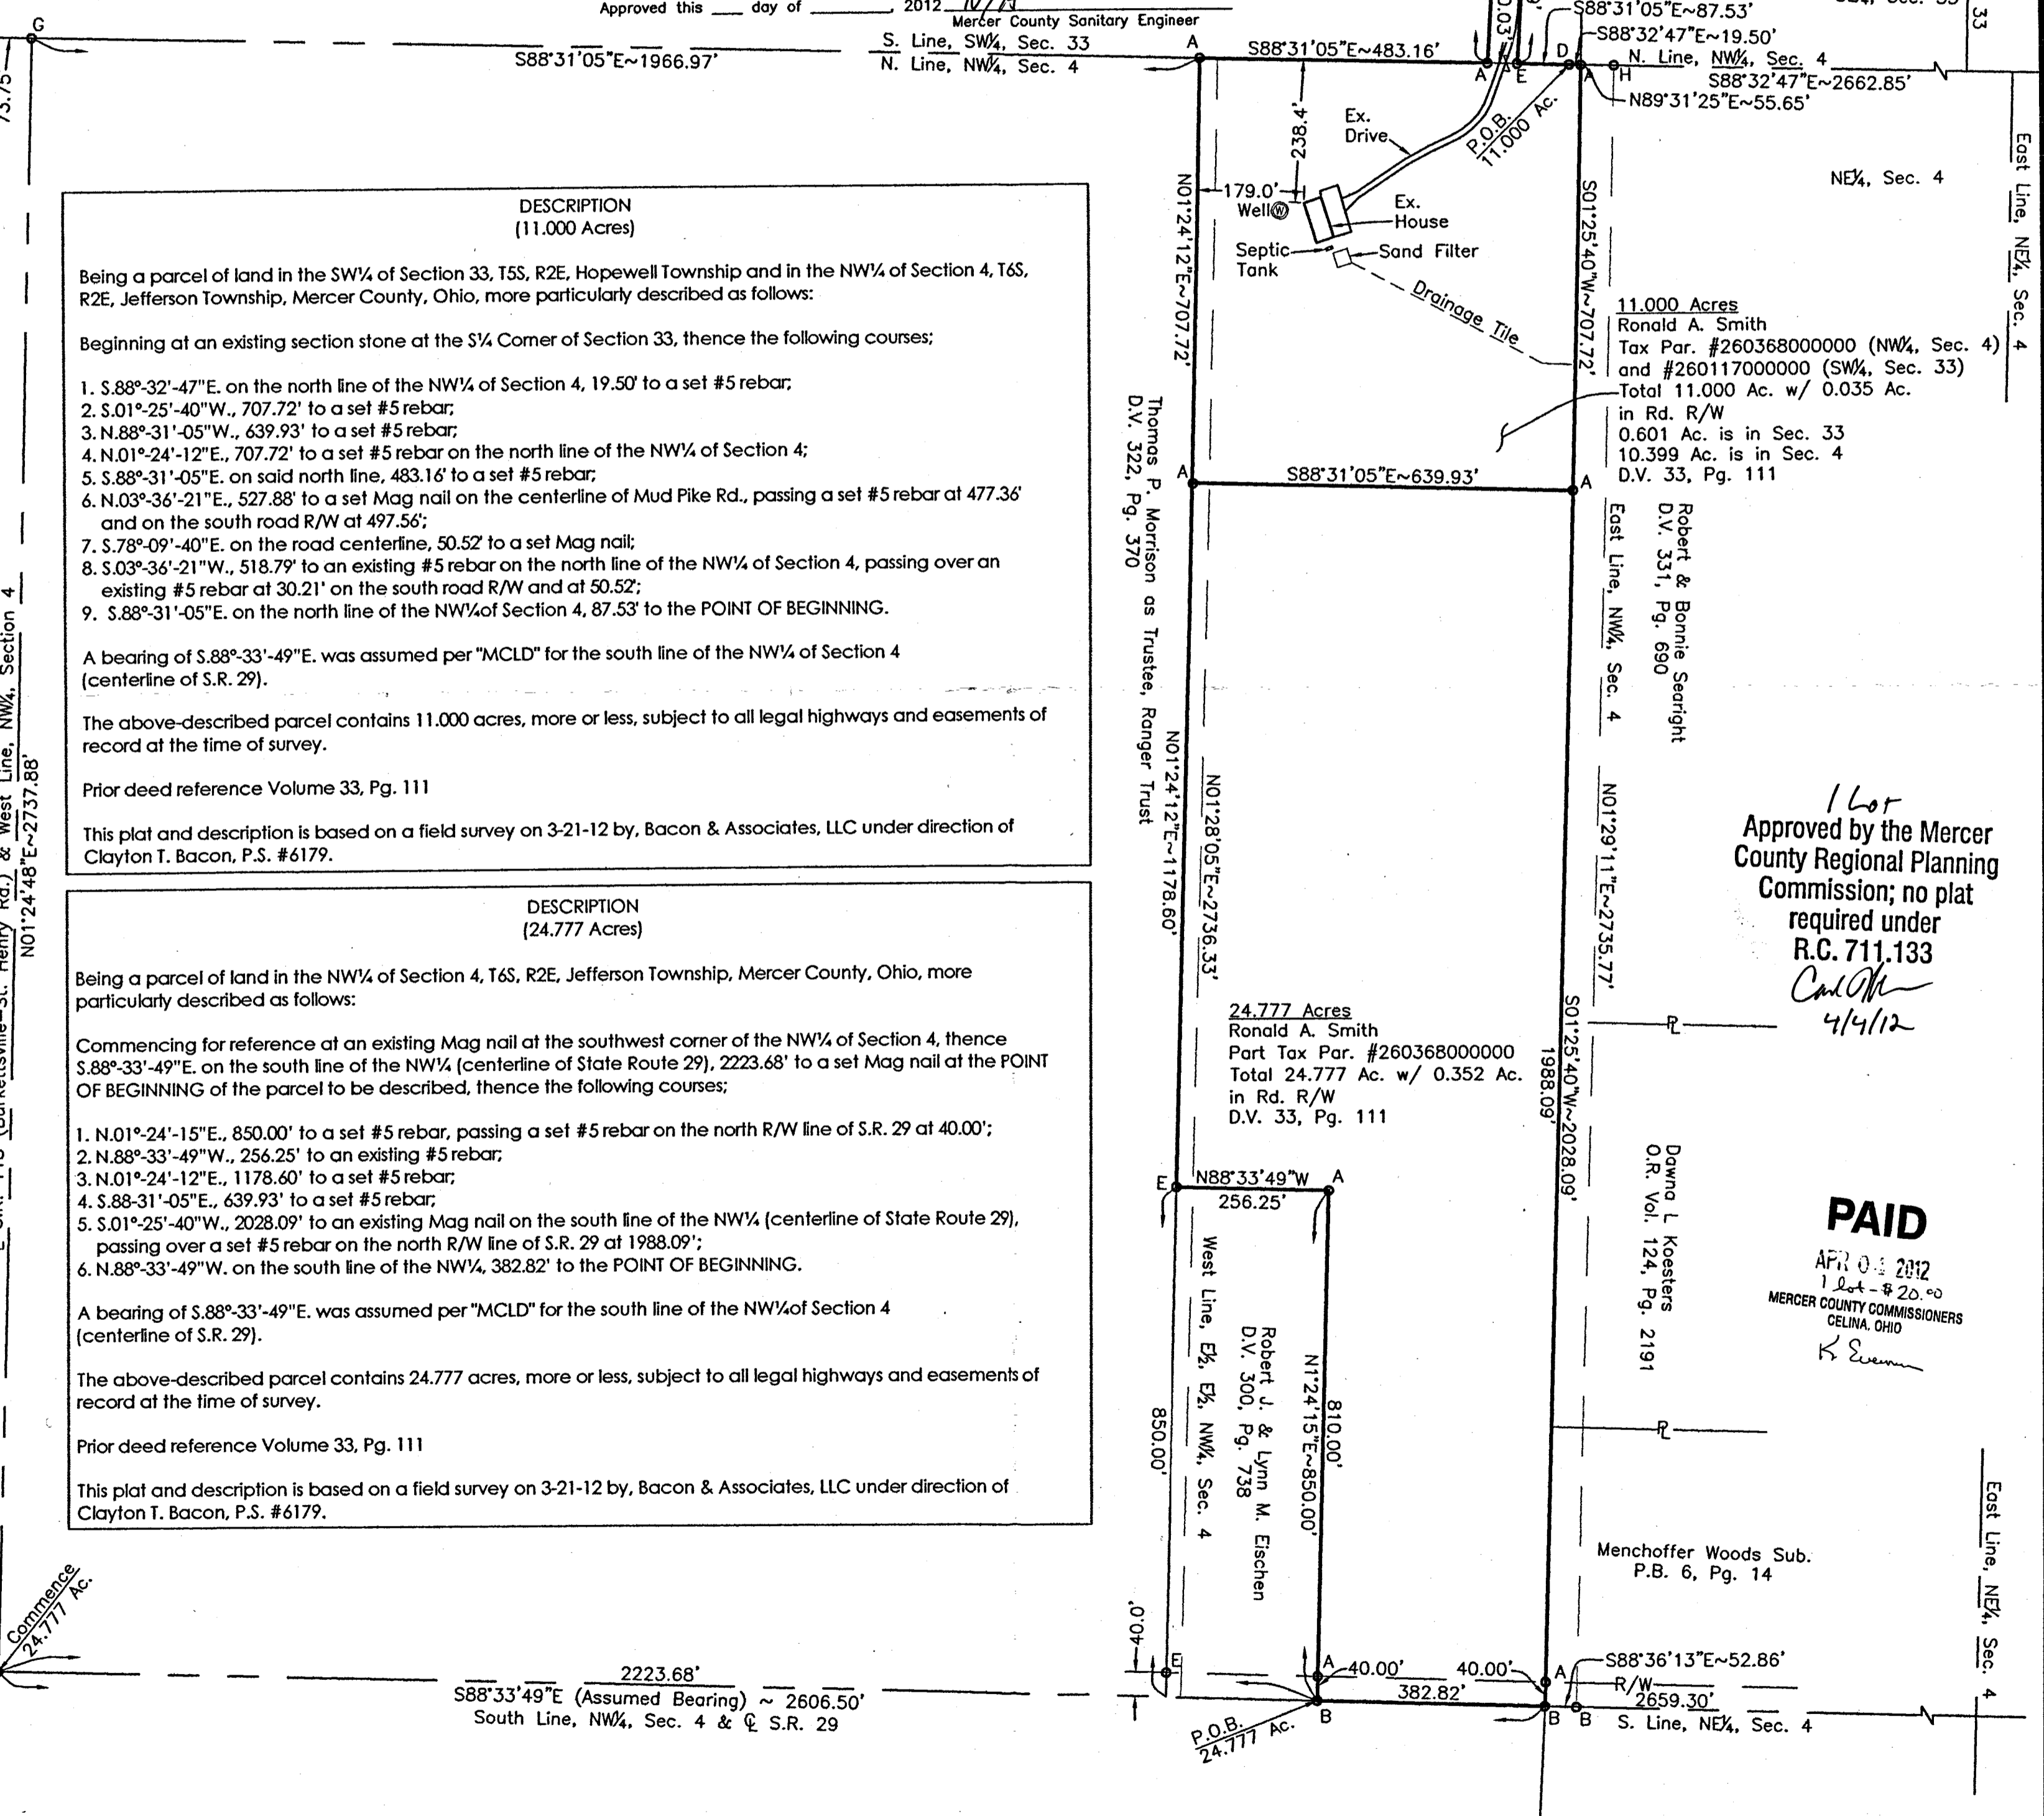 Approved this ___ day of ________, 2012 N/A
Mercer County Sanitary Engineer
G
S88°31'05"E~1966.97'
S. Line, SW¼, Sec. 33
N. Line, NW¼, Sec. 4
A
S88°31'05"E~483.16'
A
E
D
A
H
S88°31'05"E~87.53'
S88°32'47"E~19.50'
N. Line, NW¼, Sec. 4
S88°32'47"E~2662.85'
N89°31'25"E~55.65'
33
P.O.B.
11.000 Ac.
238.4'
Ex.
Drive
179.0'
Well W
Ex.
House
Septic
Tank
Sand Filter
Drainage Tile
N01°24'12"E~707.72'
S01°25'40"W~707.72'
NE¼, Sec. 4
East Line, NE¼, Sec. 4
11.000 Acres
Ronald A. Smith
Tax Par. #260368000000 (NW¼, Sec. 4)
and #260117000000 (SW¼, Sec. 33)
Total 11.000 Ac. w/ 0.035 Ac.
in Rd. R/W
0.601 Ac. is in Sec. 33
10.399 Ac. is in Sec. 4
D.V. 33, Pg. 111
A
S88°31'05"E~639.93'
A
Thomas P. Morrison as Trustee, Ranger Trust
D.V. 322, Pg. 370
Robert & Bonnie Searight
D.V. 331, Pg. 690
East Line, NW¼, Sec. 4
N01°29'11"E~2735.77'
N01°24'12"E~1178.60'
N01°28'05"E~2736.33'
DESCRIPTION
(11.000 Acres)
Being a parcel of land in the SW¼ of Section 33, T5S, R2E, Hopewell Township and in the NW¼ of Section 4, T6S,
R2E, Jefferson Township, Mercer County, Ohio, more particularly described as follows:
Beginning at an existing section stone at the S¼ Corner of Section 33, thence the following courses;
1. S.88°-32'-47"E. on the north line of the NW¼ of Section 4, 19.50' to a set #5 rebar;
2. S.01°-25'-40"W., 707.72' to a set #5 rebar;
3. N.88°-31'-05"W., 639.93' to a set #5 rebar;
4. N.01°-24'-12"E., 707.72' to a set #5 rebar on the north line of the NW¼ of Section 4;
5. S.88°-31'-05"E. on said north line, 483.16' to a set #5 rebar;
6. N.03°-36'-21"E., 527.88' to a set Mag nail on the centerline of Mud Pike Rd., passing a set #5 rebar at 477.36'
and on the south road R/W at 497.56';
7. S.78°-09'-40"E. on the road centerline, 50.52' to a set Mag nail;
8. S.03°-36'-21"W., 518.79' to an existing #5 rebar on the north line of the NW¼ of Section 4, passing over an
existing #5 rebar at 30.21' on the south road R/W and at 50.52';
9. S.88°-31'-05"E. on the north line of the NW¼of Section 4, 87.53' to the POINT OF BEGINNING.
A bearing of S.88°-33'-49"E. was assumed per "MCLD" for the south line of the NW¼ of Section 4
(centerline of S.R. 29).
The above-described parcel contains 11.000 acres, more or less, subject to all legal highways and easements of
record at the time of survey.
Prior deed reference Volume 33, Pg. 111
This plat and description is based on a field survey on 3-21-12 by, Bacon & Associates, LLC under direction of
Clayton T. Bacon, P.S. #6179.
DESCRIPTION
(24.777 Acres)
Being a parcel of land in the NW¼ of Section 4, T6S, R2E, Jefferson Township, Mercer County, Ohio, more
particularly described as follows:
Commencing for reference at an existing Mag nail at the southwest corner of the NW¼ of Section 4, thence
S.88°-33'-49"E. on the south line of the NW¼ (centerline of State Route 29), 2223.68' to a set Mag nail at the POINT
OF BEGINNING of the parcel to be described, thence the following courses;
1. N.01°-24'-15"E., 850.00' to a set #5 rebar, passing a set #5 rebar on the north R/W line of S.R. 29 at 40.00';
2. N.88°-33'-49"W., 256.25' to an existing #5 rebar;
3. N.01°-24'-12"E., 1178.60' to a set #5 rebar;
4. S.88-31'-05"E., 639.93' to a set #5 rebar;
5. S.01°-25'-40"W., 2028.09' to an existing Mag nail on the south line of the NW¼ (centerline of State Route 29),
passing over a set #5 rebar on the north R/W line of S.R. 29 at 1988.09';
6. N.88°-33'-49"W. on the south line of the NW¼, 382.82' to the POINT OF BEGINNING.
A bearing of S.88°-33'-49"E. was assumed per "MCLD" for the south line of the NW¼of Section 4
(centerline of S.R. 29).
The above-described parcel contains 24.777 acres, more or less, subject to all legal highways and easements of
record at the time of survey.
Prior deed reference Volume 33, Pg. 111
This plat and description is based on a field survey on 3-21-12 by, Bacon & Associates, LLC under direction of
Clayton T. Bacon, P.S. #6179.
& West Line, NW¼, Section 4
N01°24'48"E~2737.88'
1 Lot
Approved by the Mercer
County Regional Planning
Commission; no plat
required under
R.C. 711.133
4/4/12
PL
24.777 Acres
Ronald A. Smith
Part Tax Par. #260368000000
Total 24.777 Ac. w/ 0.352 Ac.
in Rd. R/W
D.V. 33, Pg. 111
1988.09'
S01°25'40"W~2028.09'
Dawna L Koesters
O.R. Vol. 124, Pg. 2191
PAID
APR 2012
1 lot - $20.00
MERCER COUNTY COMMISSIONERS
CELINA, OHIO
E
N88°33'49"W
256.25'
A
West Line, E½, E½, NW¼, Sec. 4
Robert J. & Lynn M. Eischen
D.V. 300, Pg. 738
850.00'
N1°24'15"E~850.00'
810.00'
PL
Menchoffer Woods Sub.
P.B. 6, Pg. 14
East Line, NE¼, Sec. 4
Commence
24.777 Ac.
2223.68'
S88°33'49"E (Assumed Bearing) ~ 2606.50'
South Line, NW¼, Sec. 4 & CL S.R. 29
40.0'
E
A
40.00'
40.00'
A
382.82'
B
B
B
P.O.B.
24.777 Ac.
S88°36'13"E~52.86'
R/W
2659.30'
S. Line, NE¼, Sec. 4